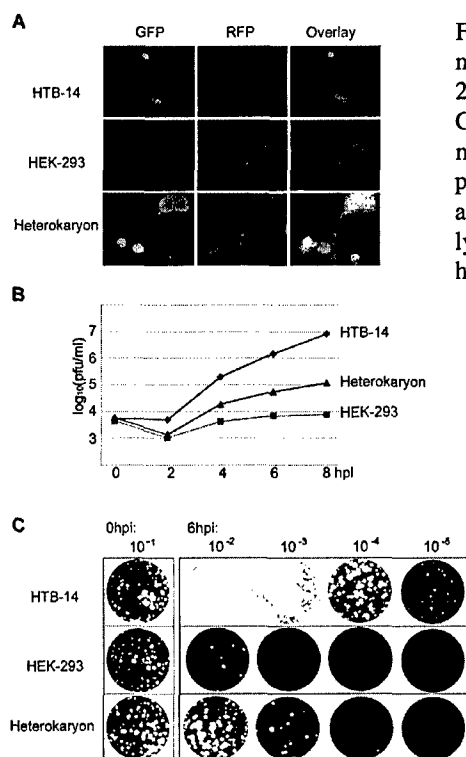 A
GFP RFP Overlay
HTB-14
HEK-293
Heterokaryon
B
log₁₀(pfu/ml)
7
6
5
4
3
HTB-14
Heterokaryon
HEK-293
0 2 4 6 8 hpl
C
0hpi: 6hpi:
10⁻¹ 10⁻² 10⁻³ 10⁻⁴ 10⁻⁵
HTB-14
HEK-293
Heterokaryon
F
n
2
C
n
p
a
ly
h